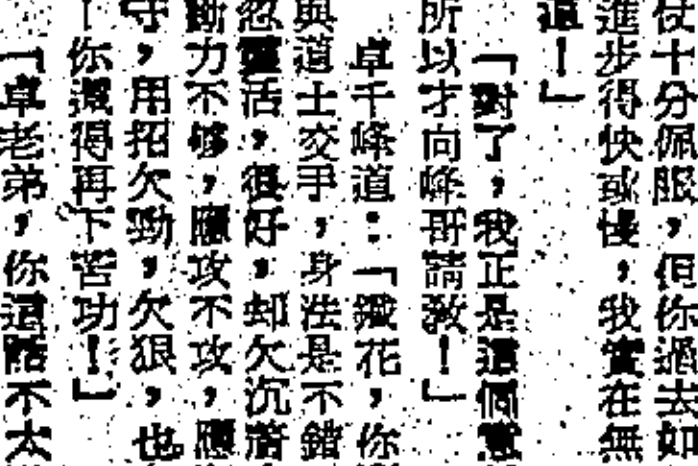 仗十分佩服，但你過去如
進步得快或慢，我實在無
道！」
「對了，我正是這個意
所以才向峰哥請教！」
卓千峰道：「鐵花，你
與道士交手，身法是不錯
忽靈活，很好，却欠沉着
斷力不够，應攻不攻，應
守，用招欠勁，欠狠，也
！你還得再下苦功！」
「卓老弟，你這話不太